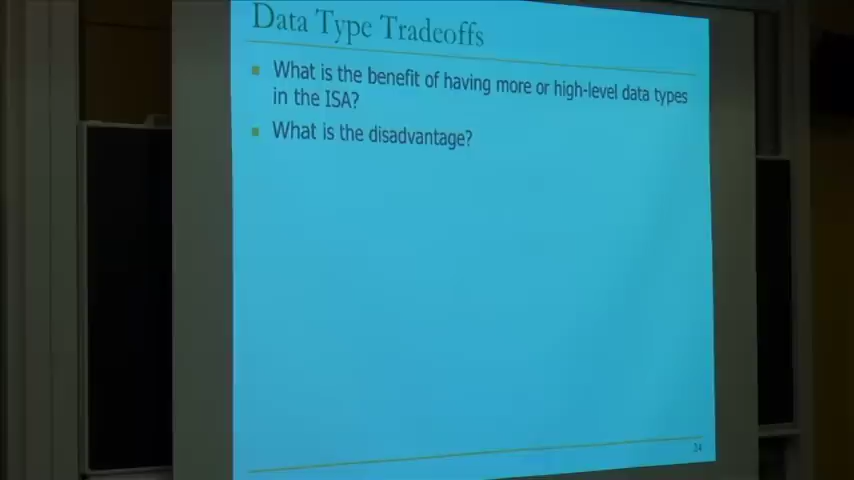 Data Type Tradeoffs
What is the benefit of having more or high-level data types
in the ISA?
What is the disadvantage?
24